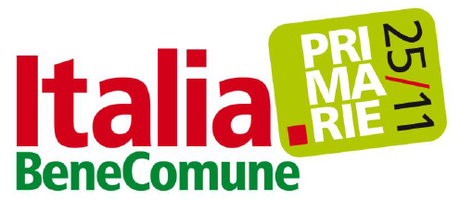 Italia.
BeneComune
PRI
MA
RIE
25/11